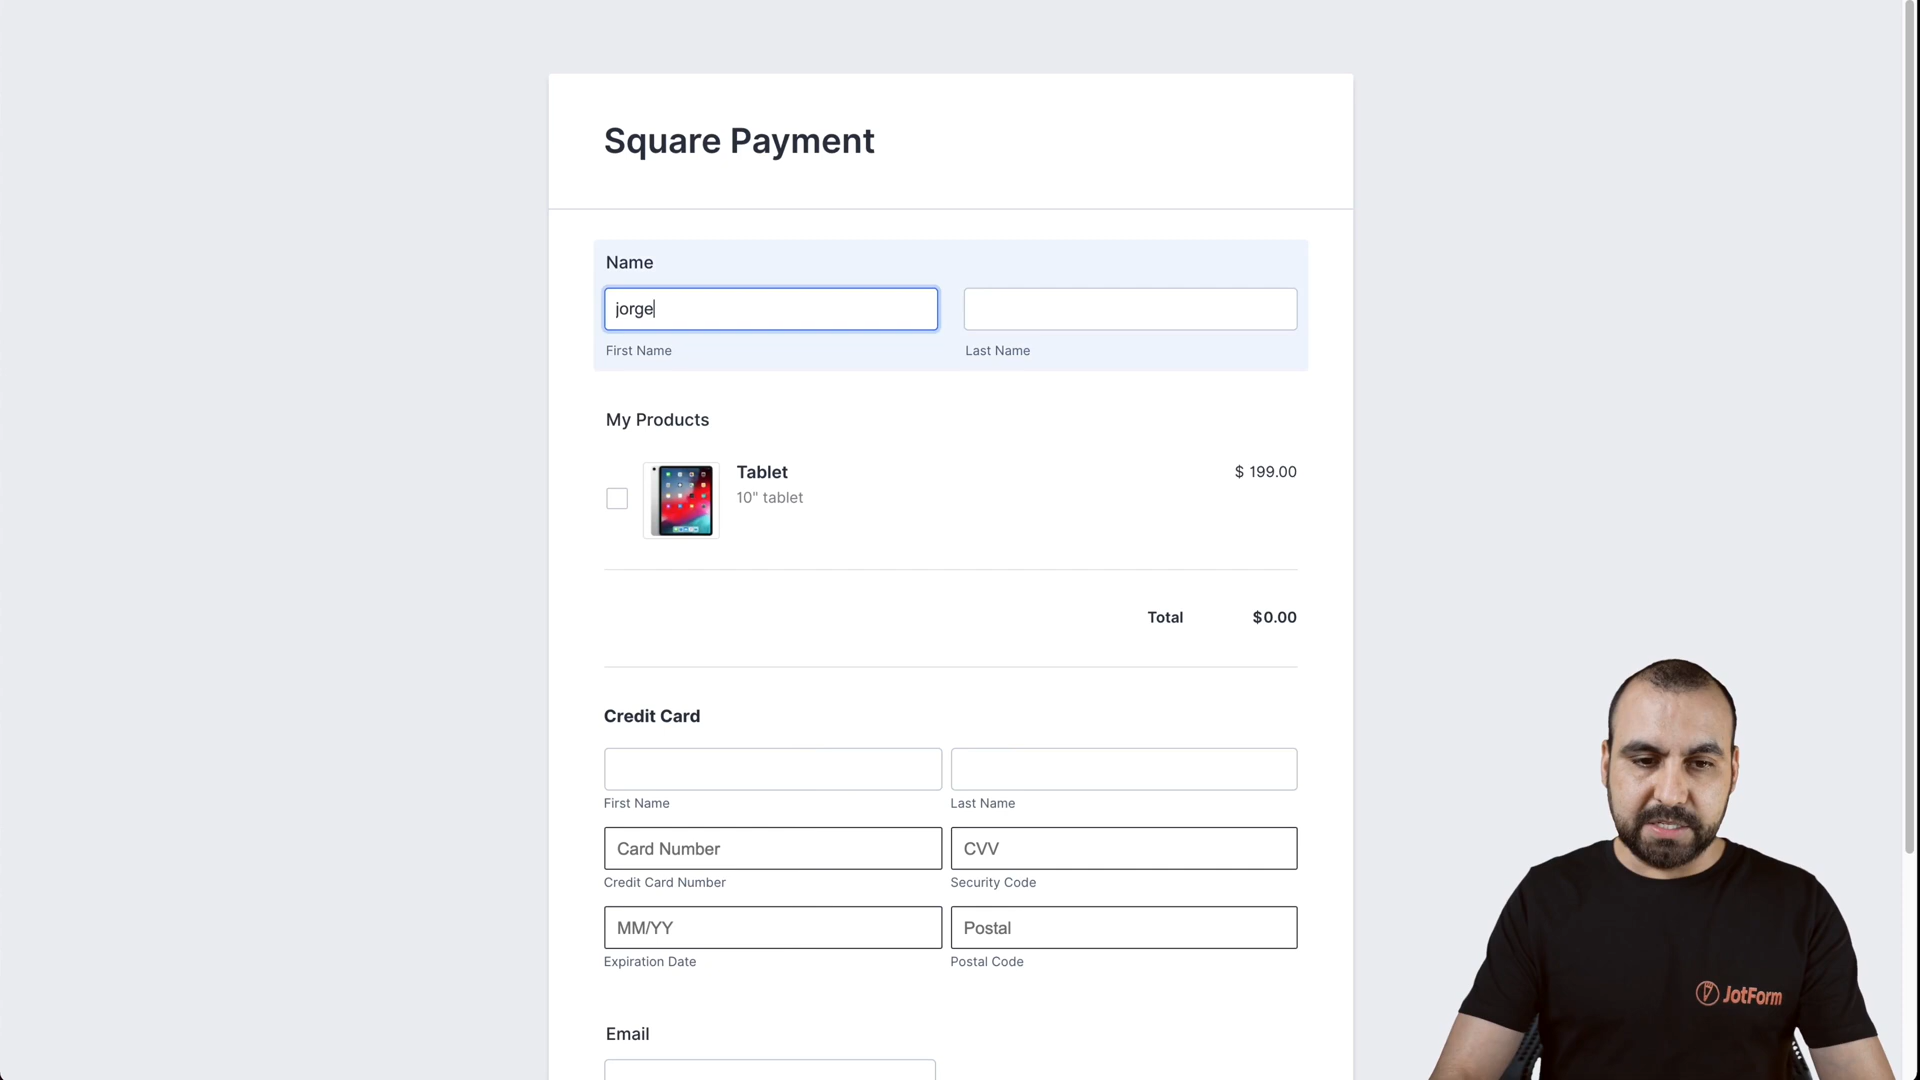 Square Payment
Name
jorge
First Name
Last Name
My Products
Tablet
$ 199.00
10" tablet
Total
$0.00
Credit Card
First Name
Last Name
Card Number
CVV
Credit Card Number
Security Code
MM/YY
Postal
Expiration Date
Postal Code
JotForm
Email